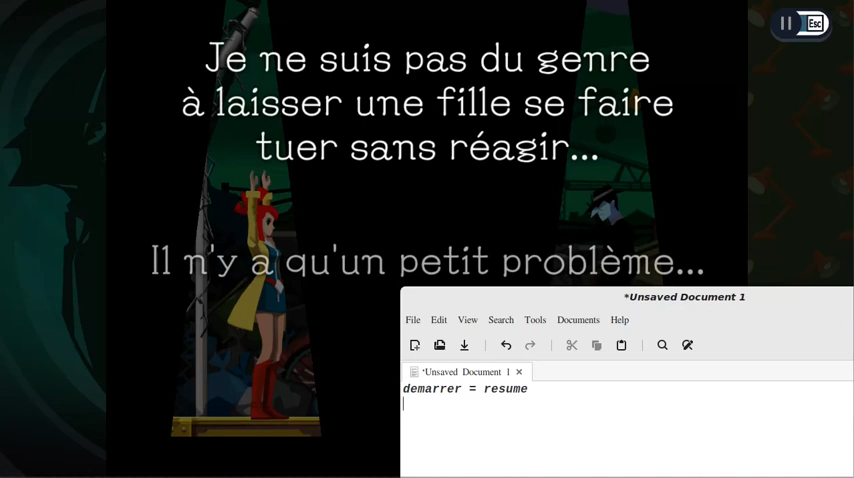 Je ne suis pas du genre
à laisser une fille se faire
tuer sans réagir...
Il n'y a qu'un petit problème...
Esc
*Unsaved Document 1
File Edit View Search Tools Documents Help
*Unsaved Document 1
demarrer = resume